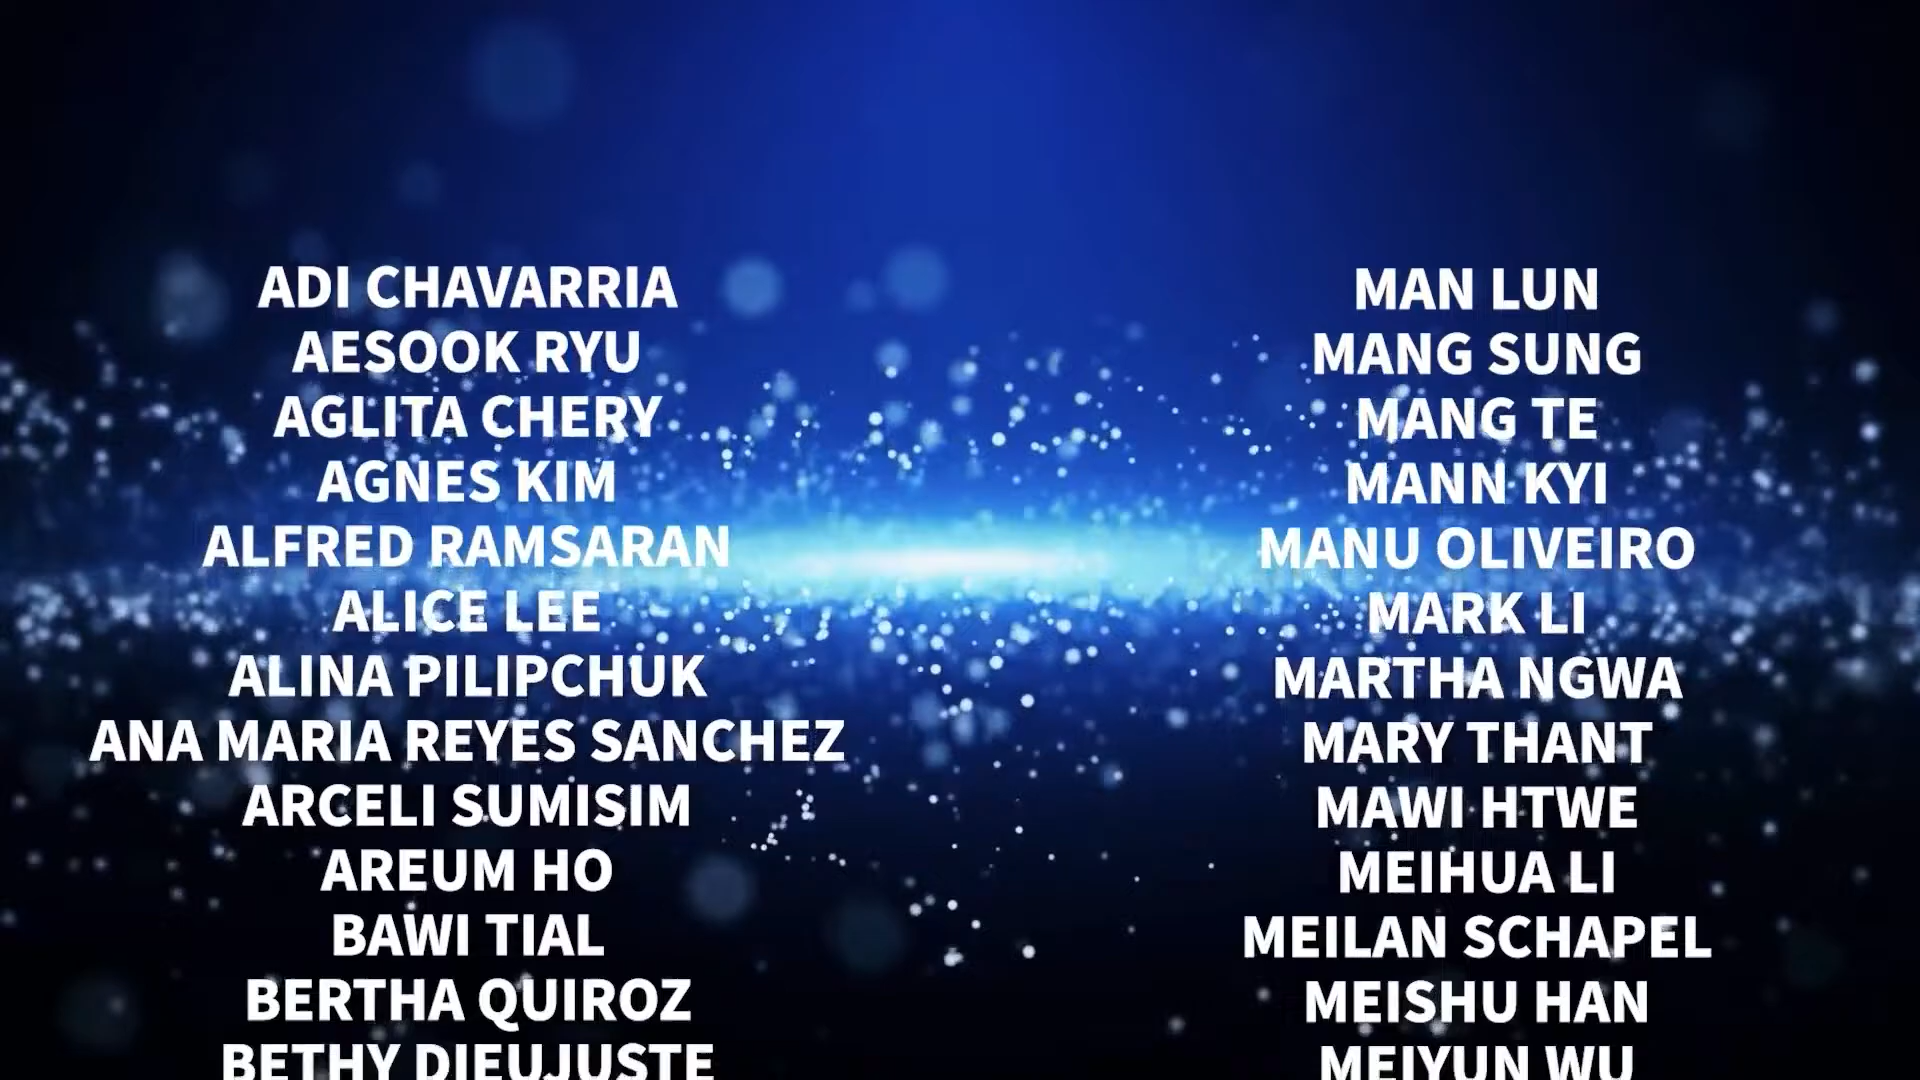 ADI CHAVARRIA
AESOOK RYU
AGLITA CHERY
AGNES KIM
ALFRED RAMSARAN
ALICE LEE
ALINA PILIPCHUK
ANA MARIA REYES SANCHEZ
ARCELI SUMISIM
AREUM HO
BAWI TIAL
BERTHA QUIROZ
BETHY DIEUJUSTE
MAN LUN
MANG SUNG
MANG TE
MANN KYI
MANU OLIVEIRO
MARK LI
MARTHA NGWA
MARY THANT
MAWI HTWE
MEIHUA LI
MEILAN SCHAPEL
MEISHU HAN
MEIYUN WU